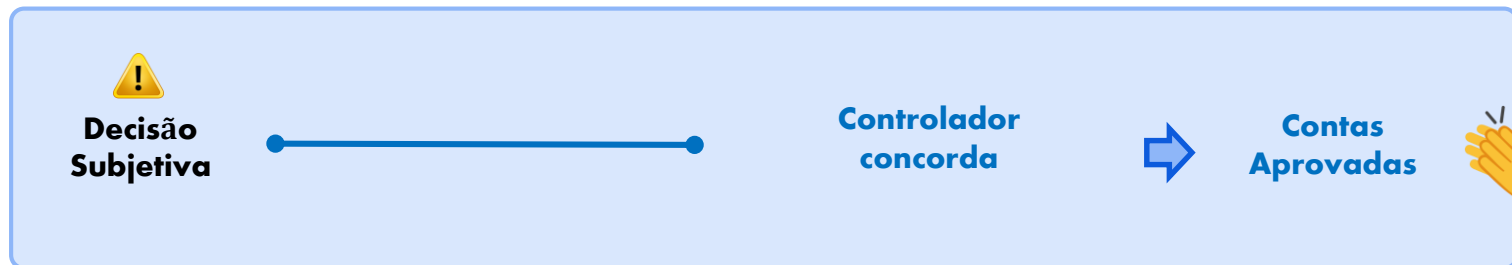 Decisão
Subjetiva
Controlador
concorda
Contas
Aprovadas